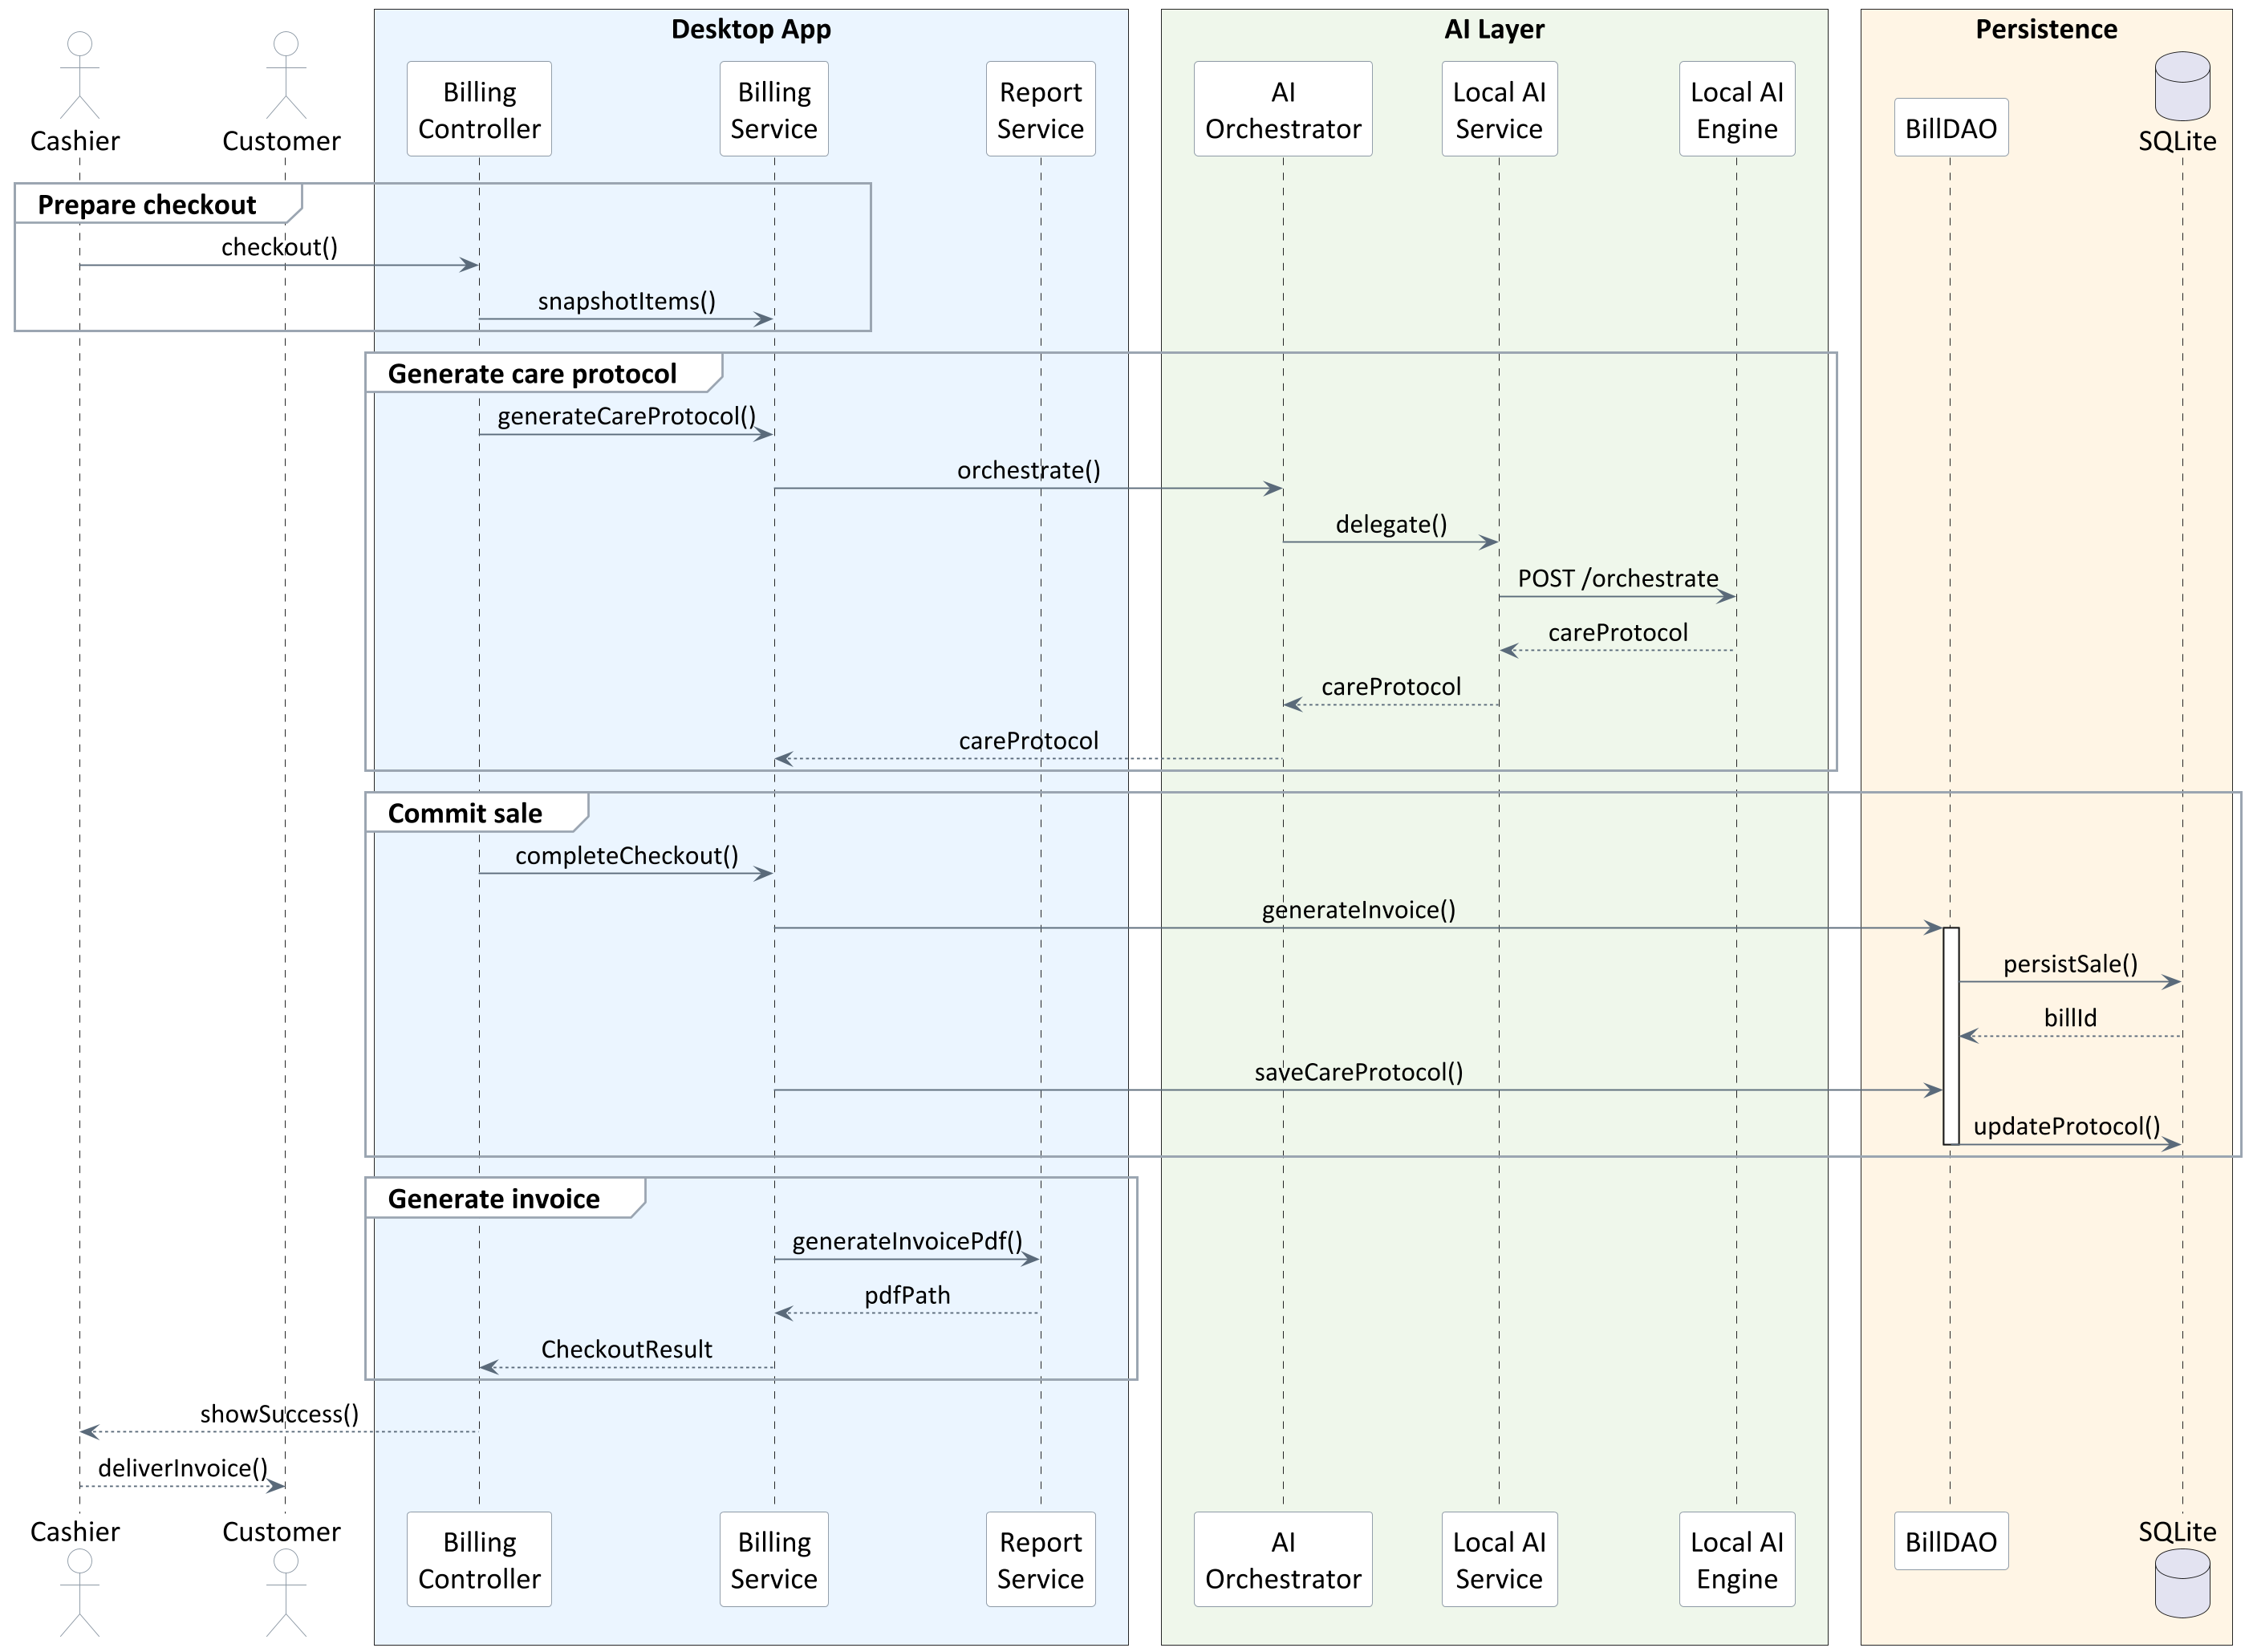 Desktop App
AI Layer
Persistence
Cashier
Customer
Billing
Controller
Billing
Service
Report
Service
AI
Orchestrator
Local AI
Service
Local AI
Engine
BillDAO
SQLite
Prepare checkout
checkout()
snapshotItems()
Generate care protocol
generateCareProtocol()
orchestrate()
delegate()
POST /orchestrate
careProtocol
careProtocol
careProtocol
Commit sale
completeCheckout()
generateInvoice()
persistSale()
billId
saveCareProtocol()
updateProtocol()
Generate invoice
generateInvoicePdf()
pdfPath
CheckoutResult
showSuccess()
deliverInvoice()
Cashier
Customer
Billing
Controller
Billing
Service
Report
Service
AI
Orchestrator
Local AI
Service
Local AI
Engine
BillDAO
SQLite